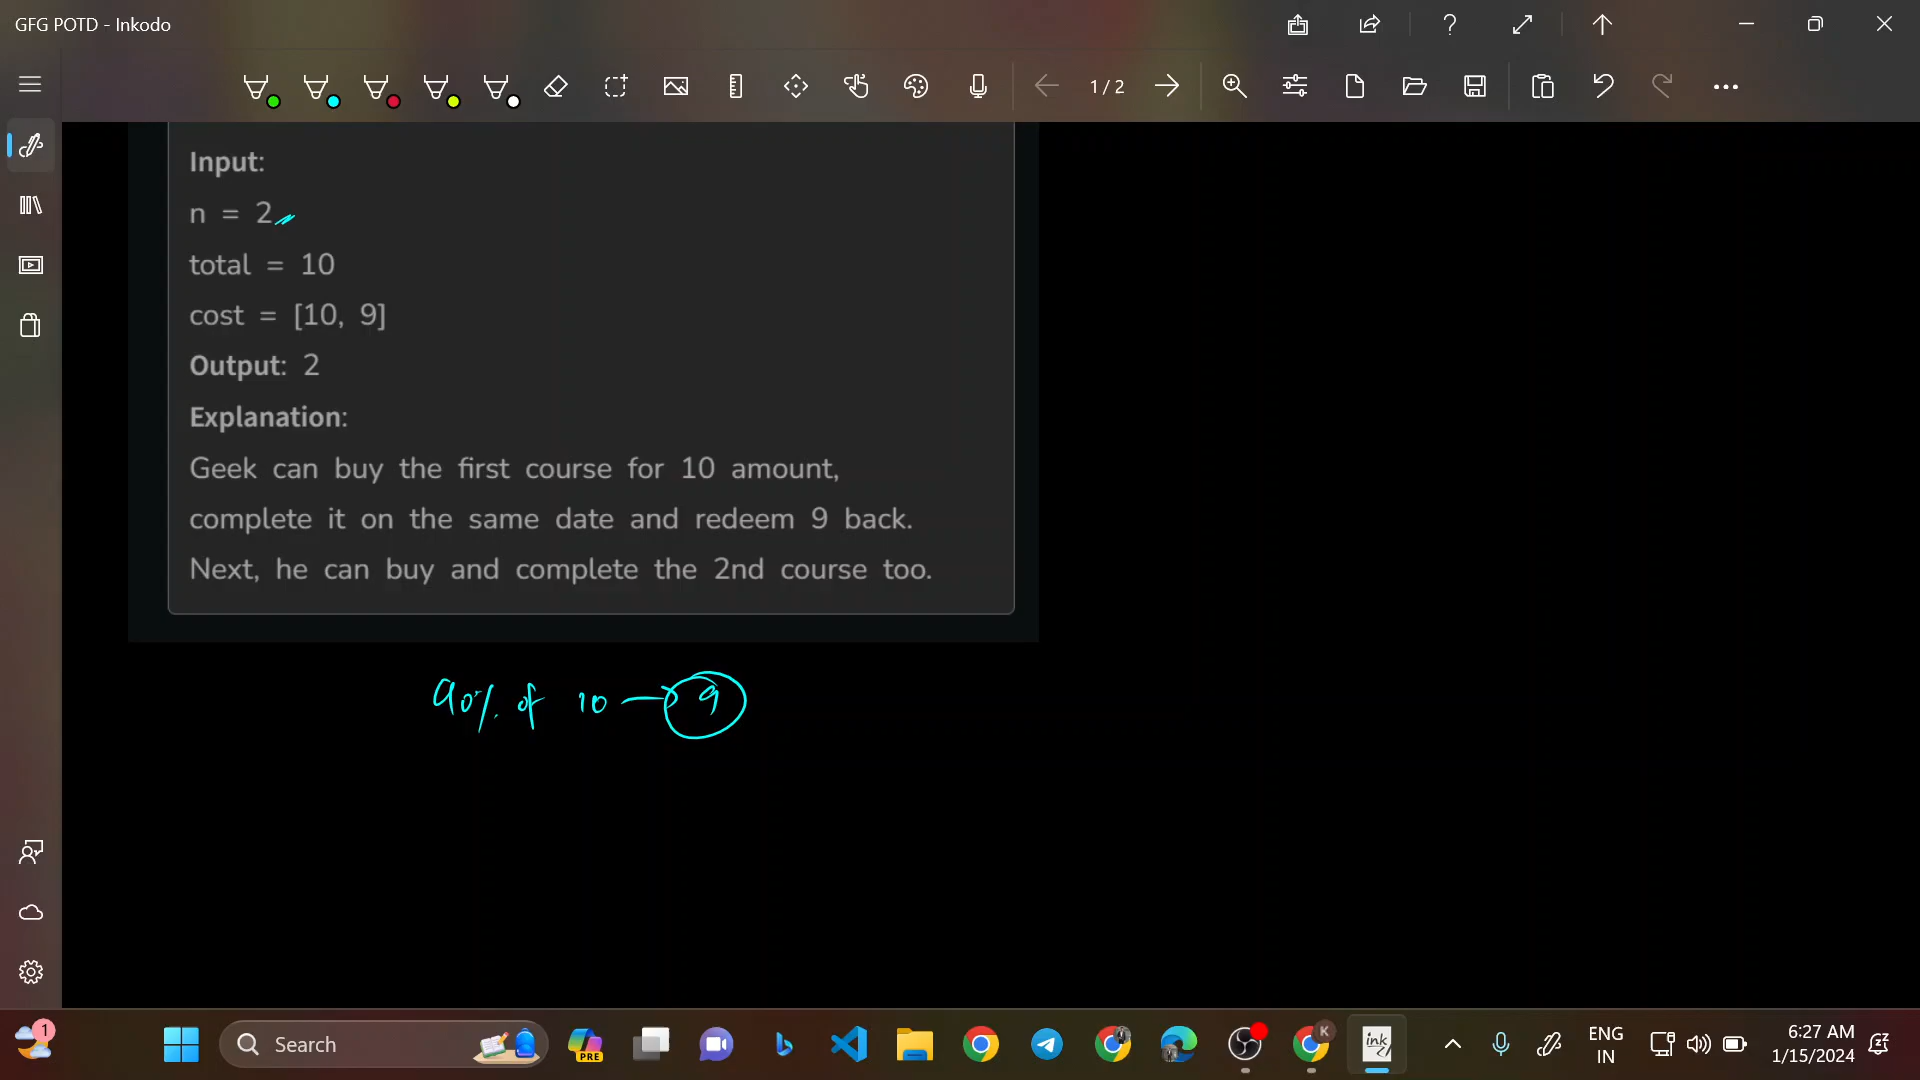 GFG POTD - Inkodo
1 / 2
Input:
n = 2
total = 10
cost = [10, 9]
Output: 2
Explanation:
Geek can buy the first course for 10 amount,
complete it on the same date and redeem 9 back.
Next, he can buy and complete the 2nd course too.
90% of 10 → 9
1
Search
PRE
K
ink
ENG
IN
6:27 AM
1/15/2024